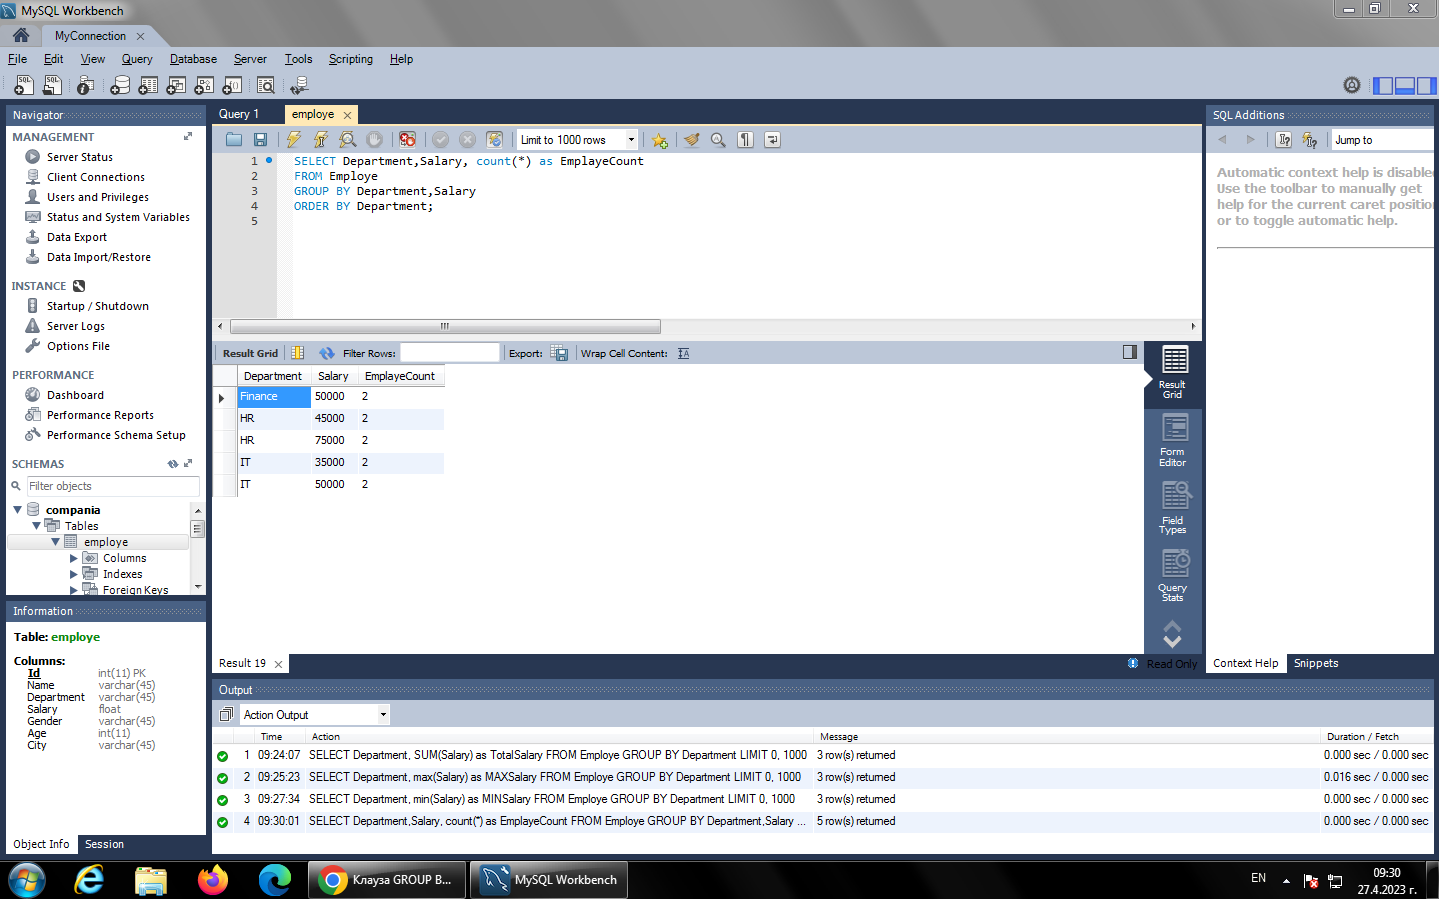 MySQL Workbench
MyConnection
File Edit View Query Database Server Tools Scripting Help
Navigator
MANAGEMENT
Server Status
Client Connections
Users and Privileges
Status and System Variables
Data Export
Data Import/Restore
INSTANCE
Startup / Shutdown
Server Logs
Options File
PERFORMANCE
Dashboard
Performance Reports
Performance Schema Setup
SCHEMAS
Filter objects
compania
Tables
employe
Columns
Indexes
Foreign Keys
Information
Table: employe
Columns:
Id int(11) PK
Name varchar(45)
Department varchar(45)
Salary float
Gender varchar(45)
Age int(11)
City varchar(45)
Object Info Session
Query 1 employe
Limit to 1000 rows
1 SELECT Department,Salary, count(*) as EmplayeCount
2 FROM Employe
3 GROUP BY Department,Salary
4 ORDER BY Department;
5
Result Grid Filter Rows: Export: Wrap Cell Content:
Department Salary EmplayeCount
Finance 50000 2
HR 45000 2
HR 75000 2
IT 35000 2
IT 50000 2
Result Grid
Form Editor
Field Types
Query Stats
Result 19
Read Only
SQL Additions
Jump to
Automatic context help is disabled
Use the toolbar to manually get
help for the current caret position
or to toggle automatic help.
Context Help Snippets
Output
Action Output
Time Action Message Duration / Fetch
1 09:24:07 SELECT Department, SUM(Salary) as TotalSalary FROM Employe GROUP BY Department LIMIT 0, 1000 3 row(s) returned 0.000 sec / 0.000 sec
2 09:25:23 SELECT Department, max(Salary) as MAXSalary FROM Employe GROUP BY Department LIMIT 0, 1000 3 row(s) returned 0.016 sec / 0.000 sec
3 09:27:34 SELECT Department, min(Salary) as MINSalary FROM Employe GROUP BY Department LIMIT 0, 1000 3 row(s) returned 0.000 sec / 0.000 sec
4 09:30:01 SELECT Department,Salary, count(*) as EmplayeCount FROM Employe GROUP BY Department,Salary ... 5 row(s) returned 0.000 sec / 0.000 sec
Клауза GROUP B... MySQL Workbench
EN
09:30
27.4.2023 г.